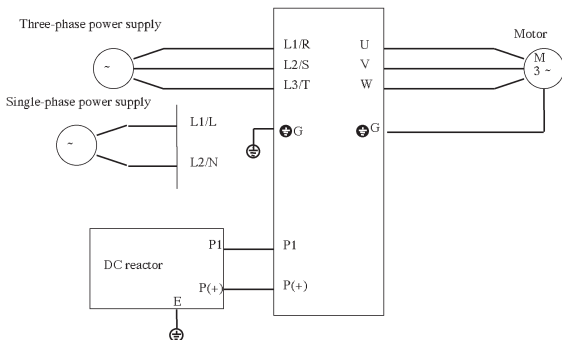 Three-phase power supply
Motor
L1/R U
~
L2/S V
M
3 ~
L3/T W
Single-phase power supply
L1/L
~
G G
L2/N
P1 P1
DC reactor
P(+) P(+)
E